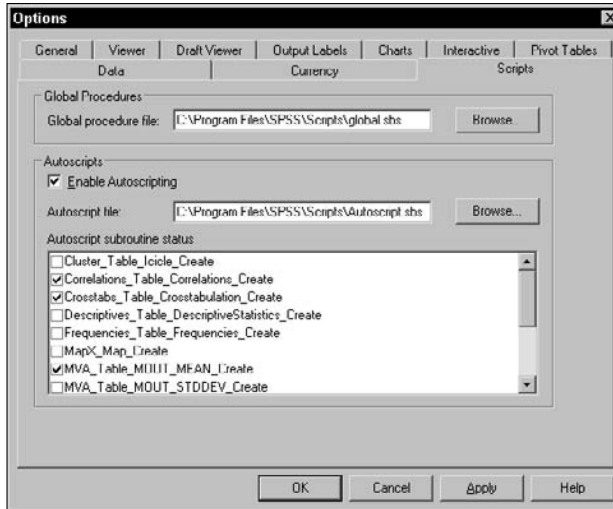 Options
General Viewer Draft Viewer Output Labels Charts Interactive Pivot Tables
Data Currency Scripts
Global Procedures
Global procedure file: C:\Program Files\SPSS\Scripts\global.sbs Browse...
Autoscripts
Enable Autoscripting
Autoscript file: C:\Program Files\SPSS\Scripts\Autoscript.sbs Browse...
Autoscript subroutine status
Cluster_Table_Icicle_Create
Correlations_Table_Correlations_Create
Crosstabs_Table_Crosstabulation_Create
Descriptives_Table_DescriptiveStatistics_Create
Frequencies_Table_Frequencies_Create
MapX_Map_Create
MVA_Table_MOUT_MEAN_Create
MVA_Table_MOUT_STDDEV_Create
OK Cancel Apply Help